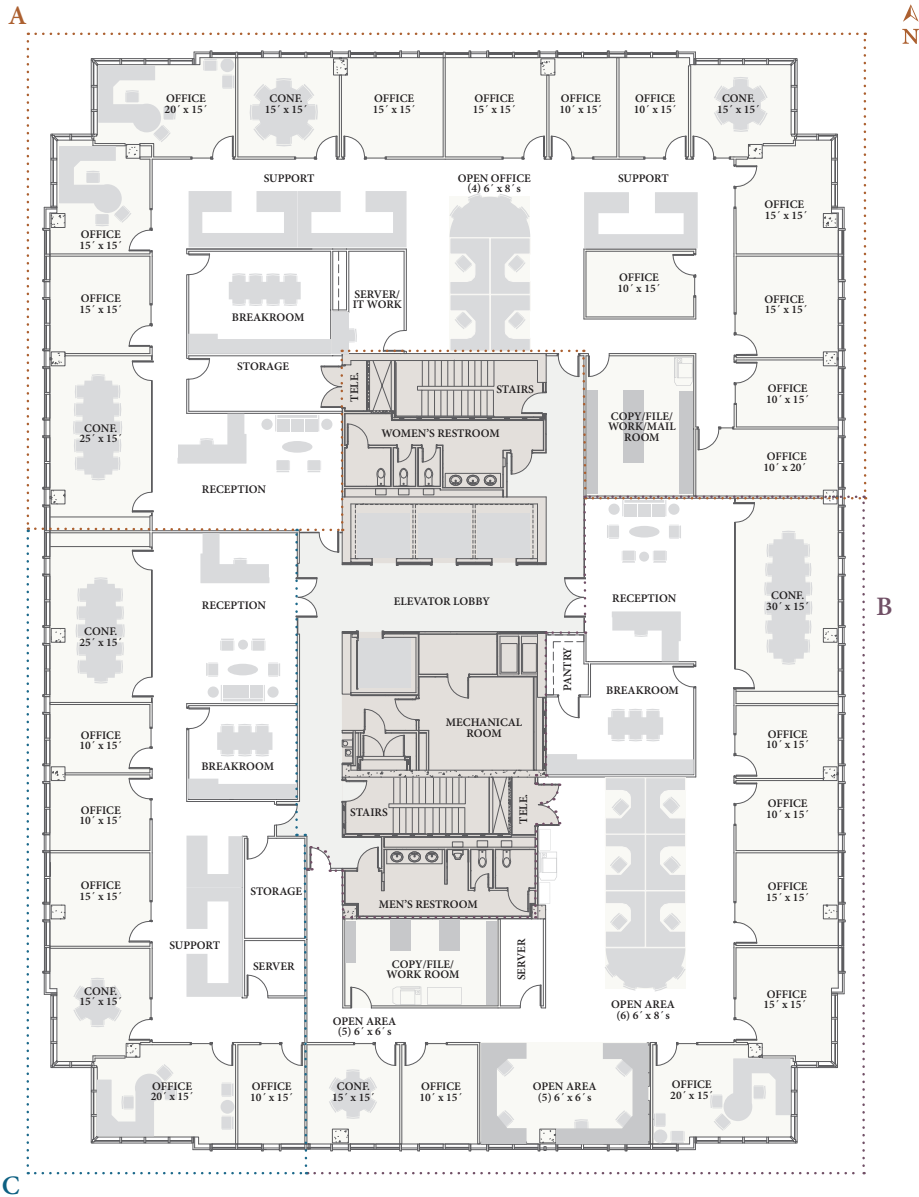 A
N
OFFICE
20´ x 15´
CONF.
15´ x 15´
OFFICE
15´ x 15´
OFFICE
15´ x 15´
OFFICE
10´ x 15´
OFFICE
10´ x 15´
CONF.
15´ x 15´
SUPPORT
OPEN OFFICE
(4) 6´ x 8´s
SUPPORT
OFFICE
15´ x 15´
OFFICE
15´ x 15´
OFFICE
15´ x 15´
BREAKROOM
SERVER/
IT WORK
OFFICE
10´ x 15´
OFFICE
15´ x 15´
STORAGE
TELE.
STAIRS
OFFICE
10´ x 15´
CONF.
25´ x 15´
WOMEN’S RESTROOM
COPY/FILE/
WORK/MAIL
ROOM
OFFICE
10´ x 20´
RECEPTION
RECEPTION
ELEVATOR LOBBY
RECEPTION
CONF.
30´ x 15´
B
CONF.
25´ x 15´
PANTRY
BREAKROOM
MECHANICAL
ROOM
OFFICE
10´ x 15´
BREAKROOM
OFFICE
10´ x 15´
OFFICE
10´ x 15´
STAIRS
TELE.
OFFICE
10´ x 15´
OFFICE
15´ x 15´
STORAGE
MEN’S RESTROOM
OFFICE
15´ x 15´
SUPPORT
SERVER
COPY/FILE/
WORK ROOM
SERVER
CONF.
15´ x 15´
OPEN AREA
(5) 6´ x 6´s
OPEN AREA
(6) 6´ x 8´s
OFFICE
15´ x 15´
OFFICE
20´ x 15´
OFFICE
10´ x 15´
CONF.
15´ x 15´
OFFICE
10´ x 15´
OPEN AREA
(5) 6´ x 6´s
OFFICE
20´ x 15´
C